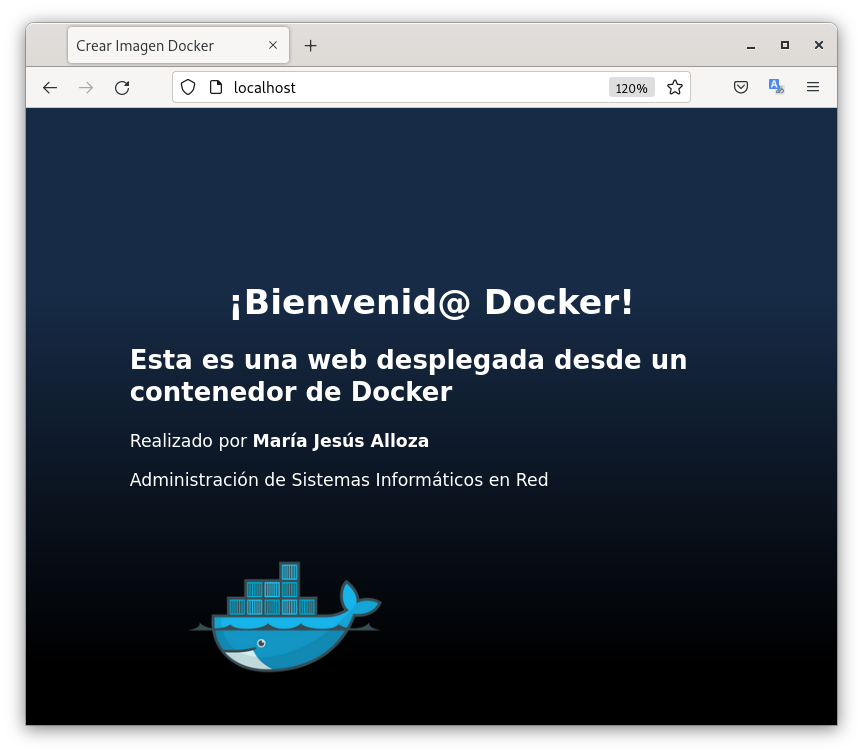 Crear Imagen Docker
localhost
120%
¡Bienvenid@ Docker!
Esta es una web desplegada desde un
contenedor de Docker
Realizado por María Jesús Alloza
Administración de Sistemas Informáticos en Red